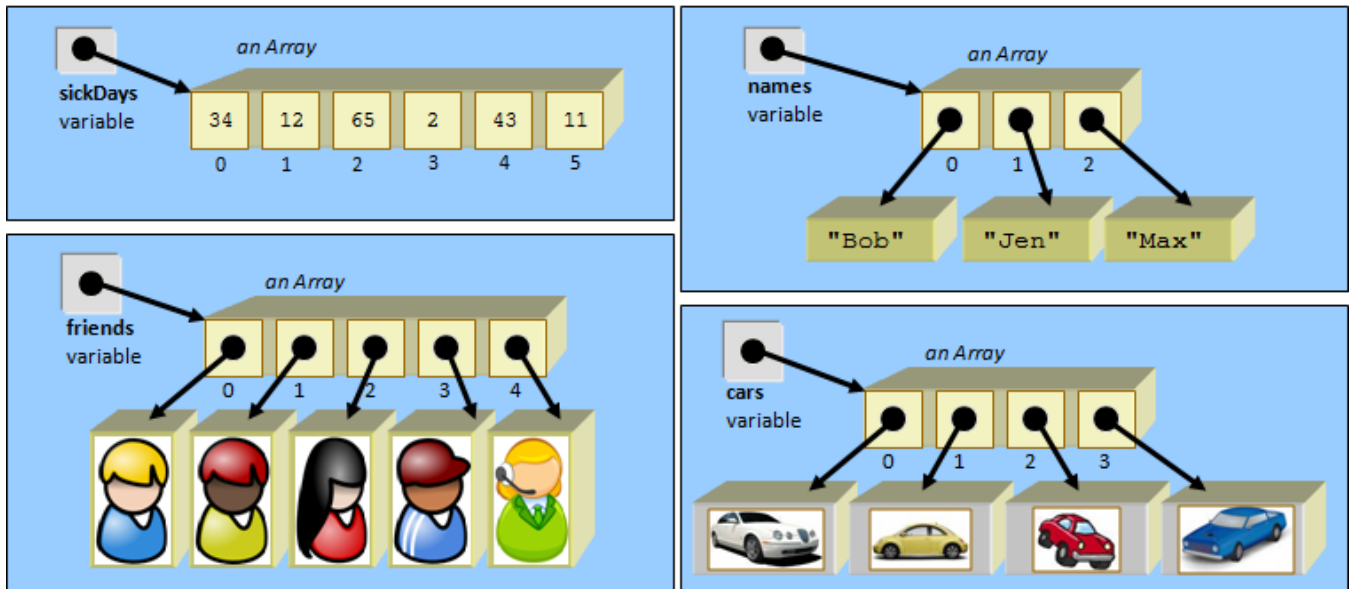 an Array
sickDays
variable
34 12 65 2 43 11
0 1 2 3 4 5
an Array
names
variable
0 1 2
"Bob" "Jen" "Max"
an Array
friends
variable
0 1 2 3 4
an Array
cars
variable
0 1 2 3